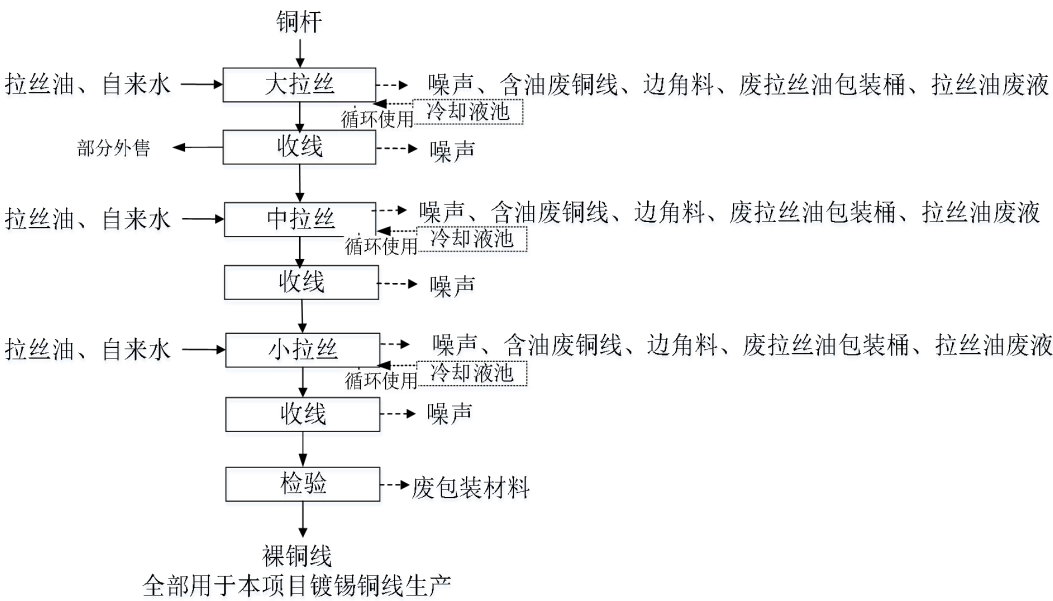 铜杆
拉丝油、自来水
大拉丝
噪声、含油废铜线、边角料、废拉丝油包装桶、拉丝油废液
循环使用
冷却液池
部分外售
收线
噪声
拉丝油、自来水
中拉丝
噪声、含油废铜线、边角料、废拉丝油包装桶、拉丝油废液
循环使用
冷却液池
收线
噪声
拉丝油、自来水
小拉丝
噪声、含油废铜线、边角料、废拉丝油包装桶、拉丝油废液
循环使用
冷却液池
收线
噪声
检验
废包装材料
裸铜线
全部用于本项目镀锡铜线生产